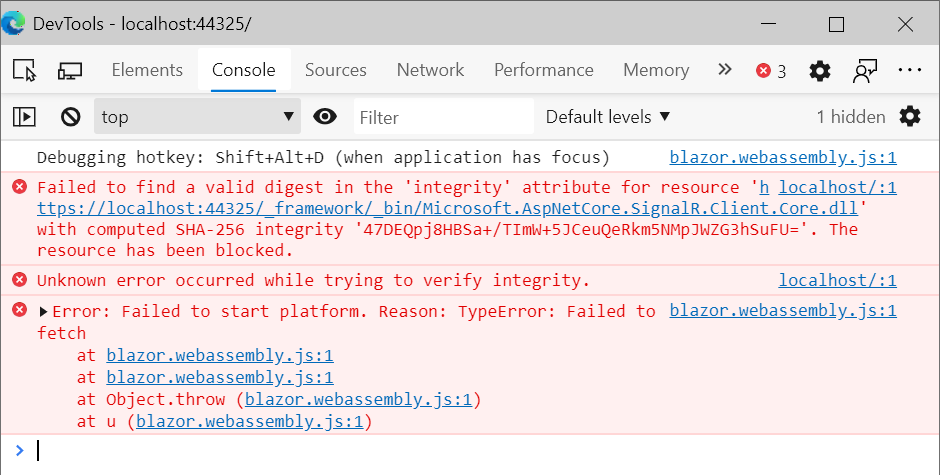 DevTools - localhost:44325/
Elements Console Sources Network Performance Memory 3
top Filter Default levels ▼ 1 hidden
Debugging hotkey: Shift+Alt+D (when application has focus) blazor.webassembly.js:1
Failed to find a valid digest in the 'integrity' attribute for resource 'h localhost/:1
ttps://localhost:44325/_framework/_bin/Microsoft.AspNetCore.SignalR.Client.Core.dll'
with computed SHA-256 integrity '47DEQpj8HBSa+/TImW+5JCeuQeRkm5NMpJWZG3hSuFU='. The
resource has been blocked.
Unknown error occurred while trying to verify integrity. localhost/:1
▶Error: Failed to start platform. Reason: TypeError: Failed to blazor.webassembly.js:1
fetch
at blazor.webassembly.js:1
at blazor.webassembly.js:1
at Object.throw (blazor.webassembly.js:1)
at u (blazor.webassembly.js:1)